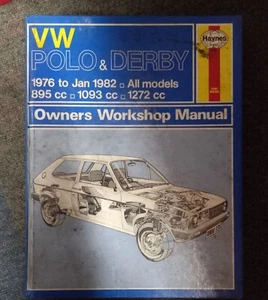 VW
Haynes
POLO & DERBY
1976 to Jan 1982 □ All models
895 cc □ 1093 cc □ 1272 cc
Owners Workshop Manual